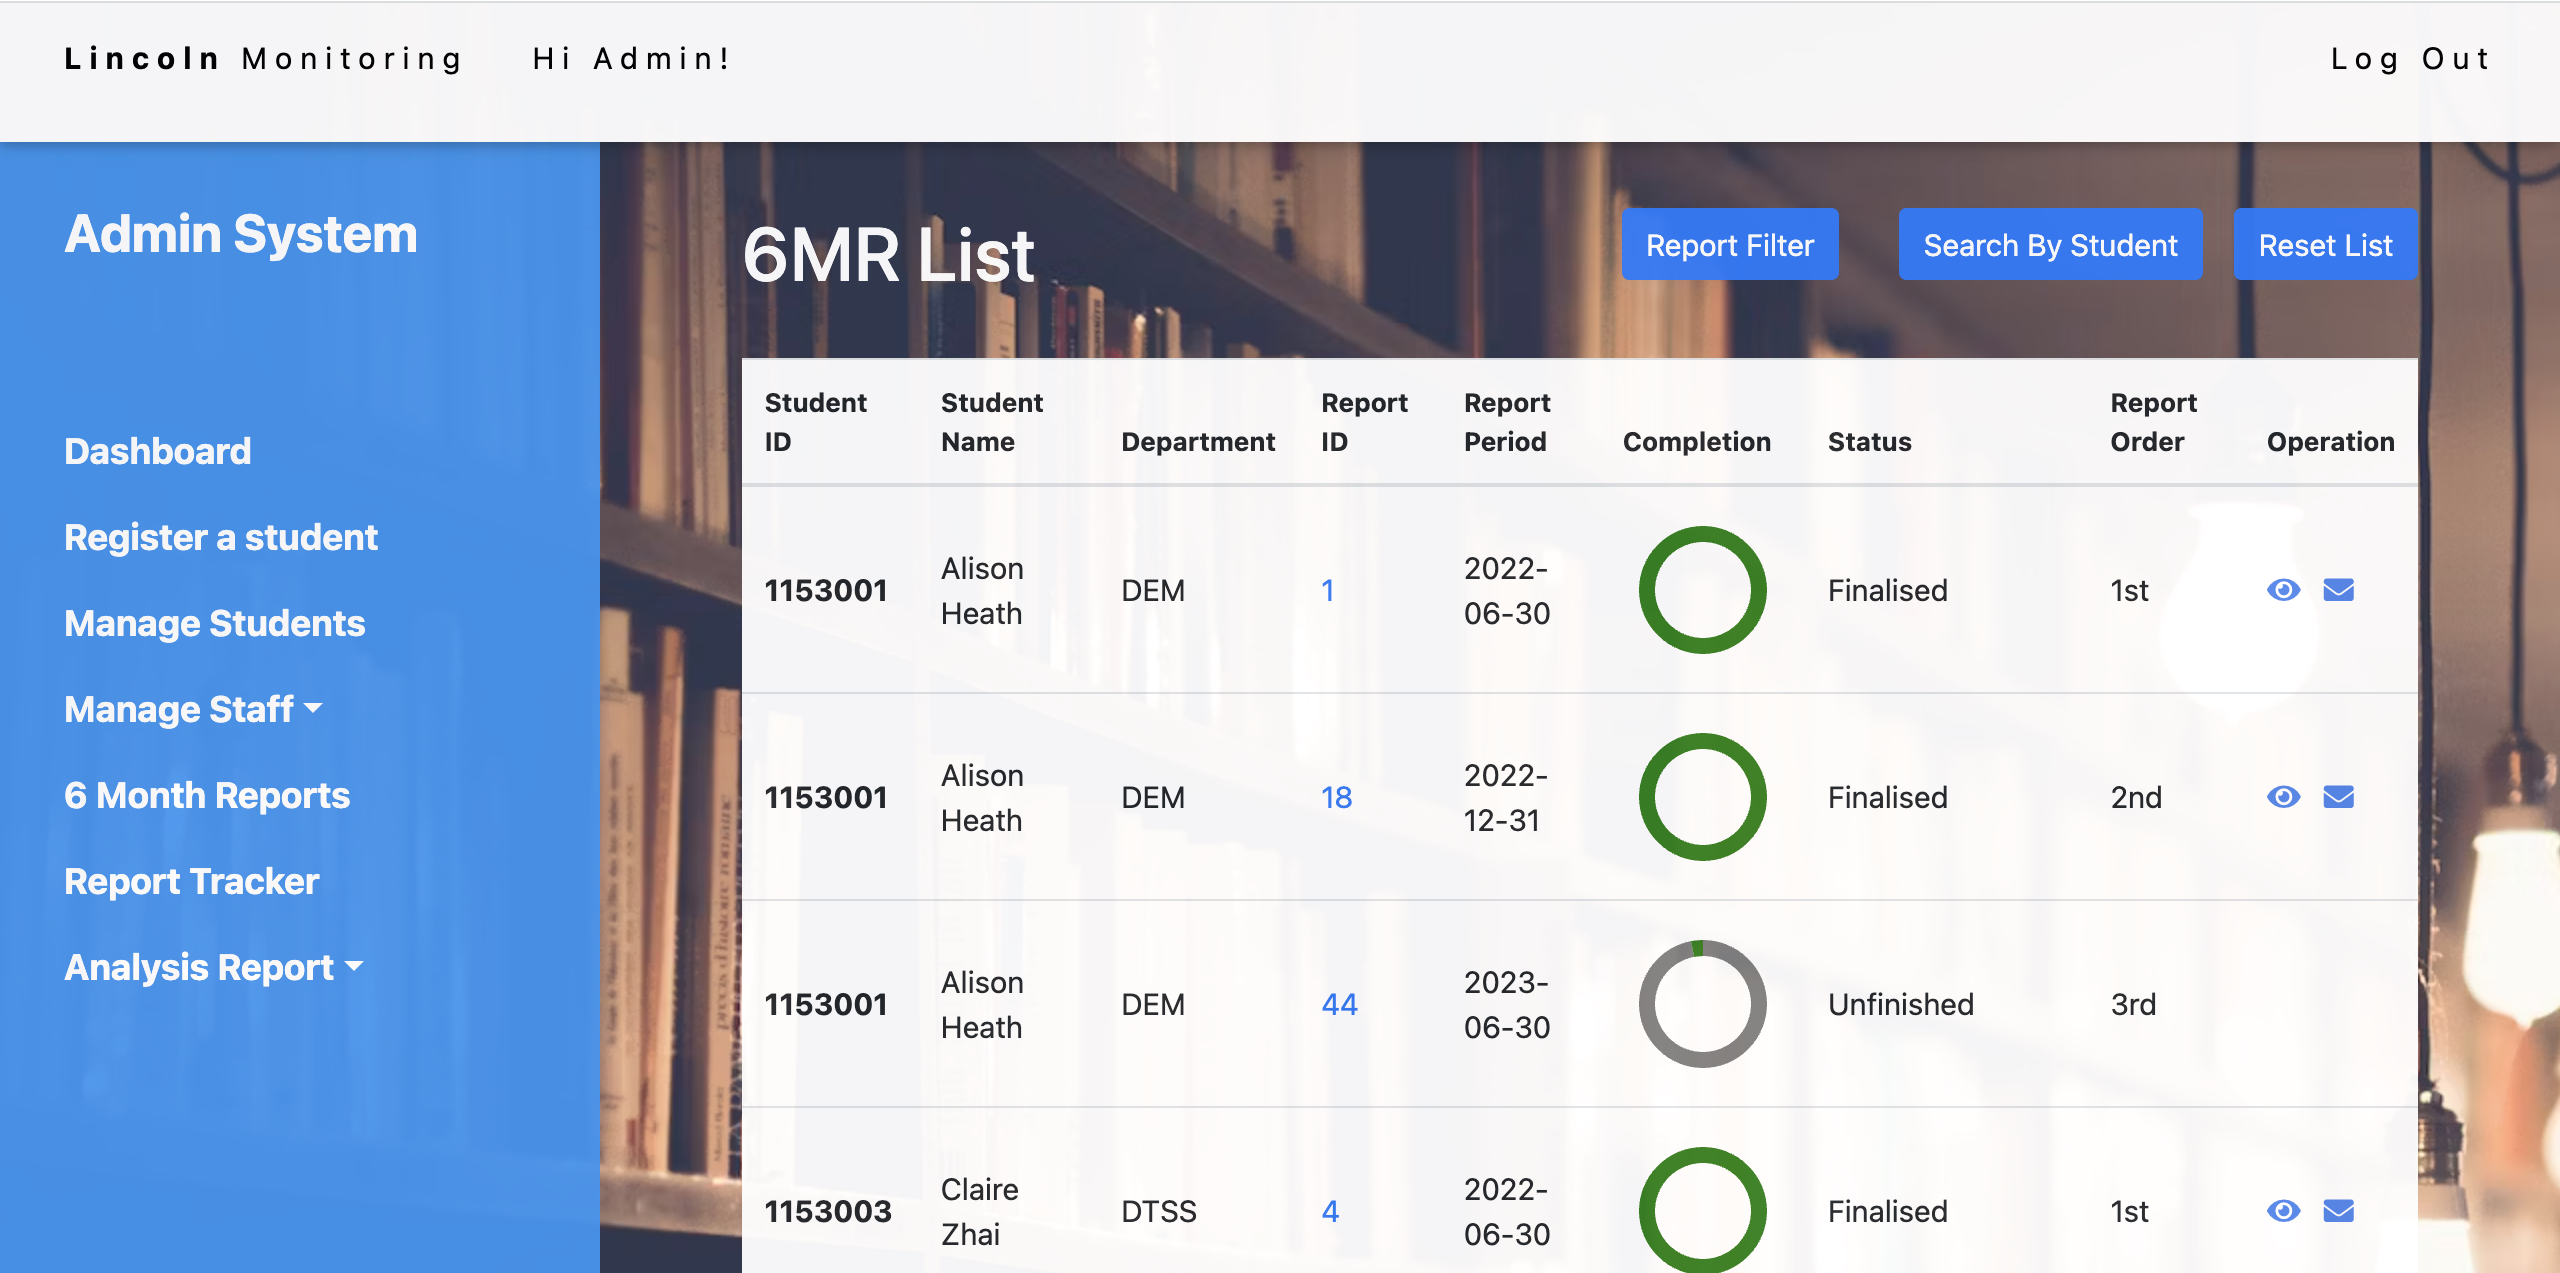 Lincoln Monitoring Hi Admin! Log Out
Admin System
Dashboard
Register a student
Manage Students
Manage Staff
6 Month Reports
Report Tracker
Analysis Report
6MR List
Report Filter Search By Student Reset List
Student ID Student Name Department Report ID Report Period Completion Status Report Order Operation
1153001 Alison Heath DEM 1 2022-06-30 Finalised 1st
1153001 Alison Heath DEM 18 2022-12-31 Finalised 2nd
1153001 Alison Heath DEM 44 2023-06-30 Unfinished 3rd
1153003 Claire Zhai DTSS 4 2022-06-30 Finalised 1st